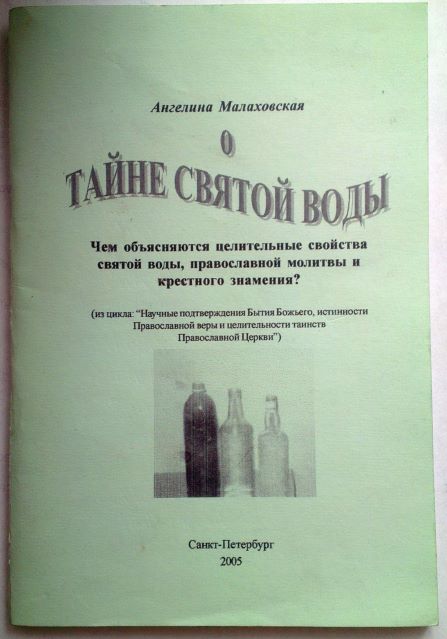 Ангелина Малаховская
О
ТАЙНЕ СВЯТОЙ ВОДЫ
Чем объясняются целительные свойства
святой воды, православной молитвы и
крестного знамения?
(из цикла: "Научные подтверждения Бытия Божьего, истинности
Православной веры и целительности таинств
Православной Церкви")
Санкт-Петербург
2005